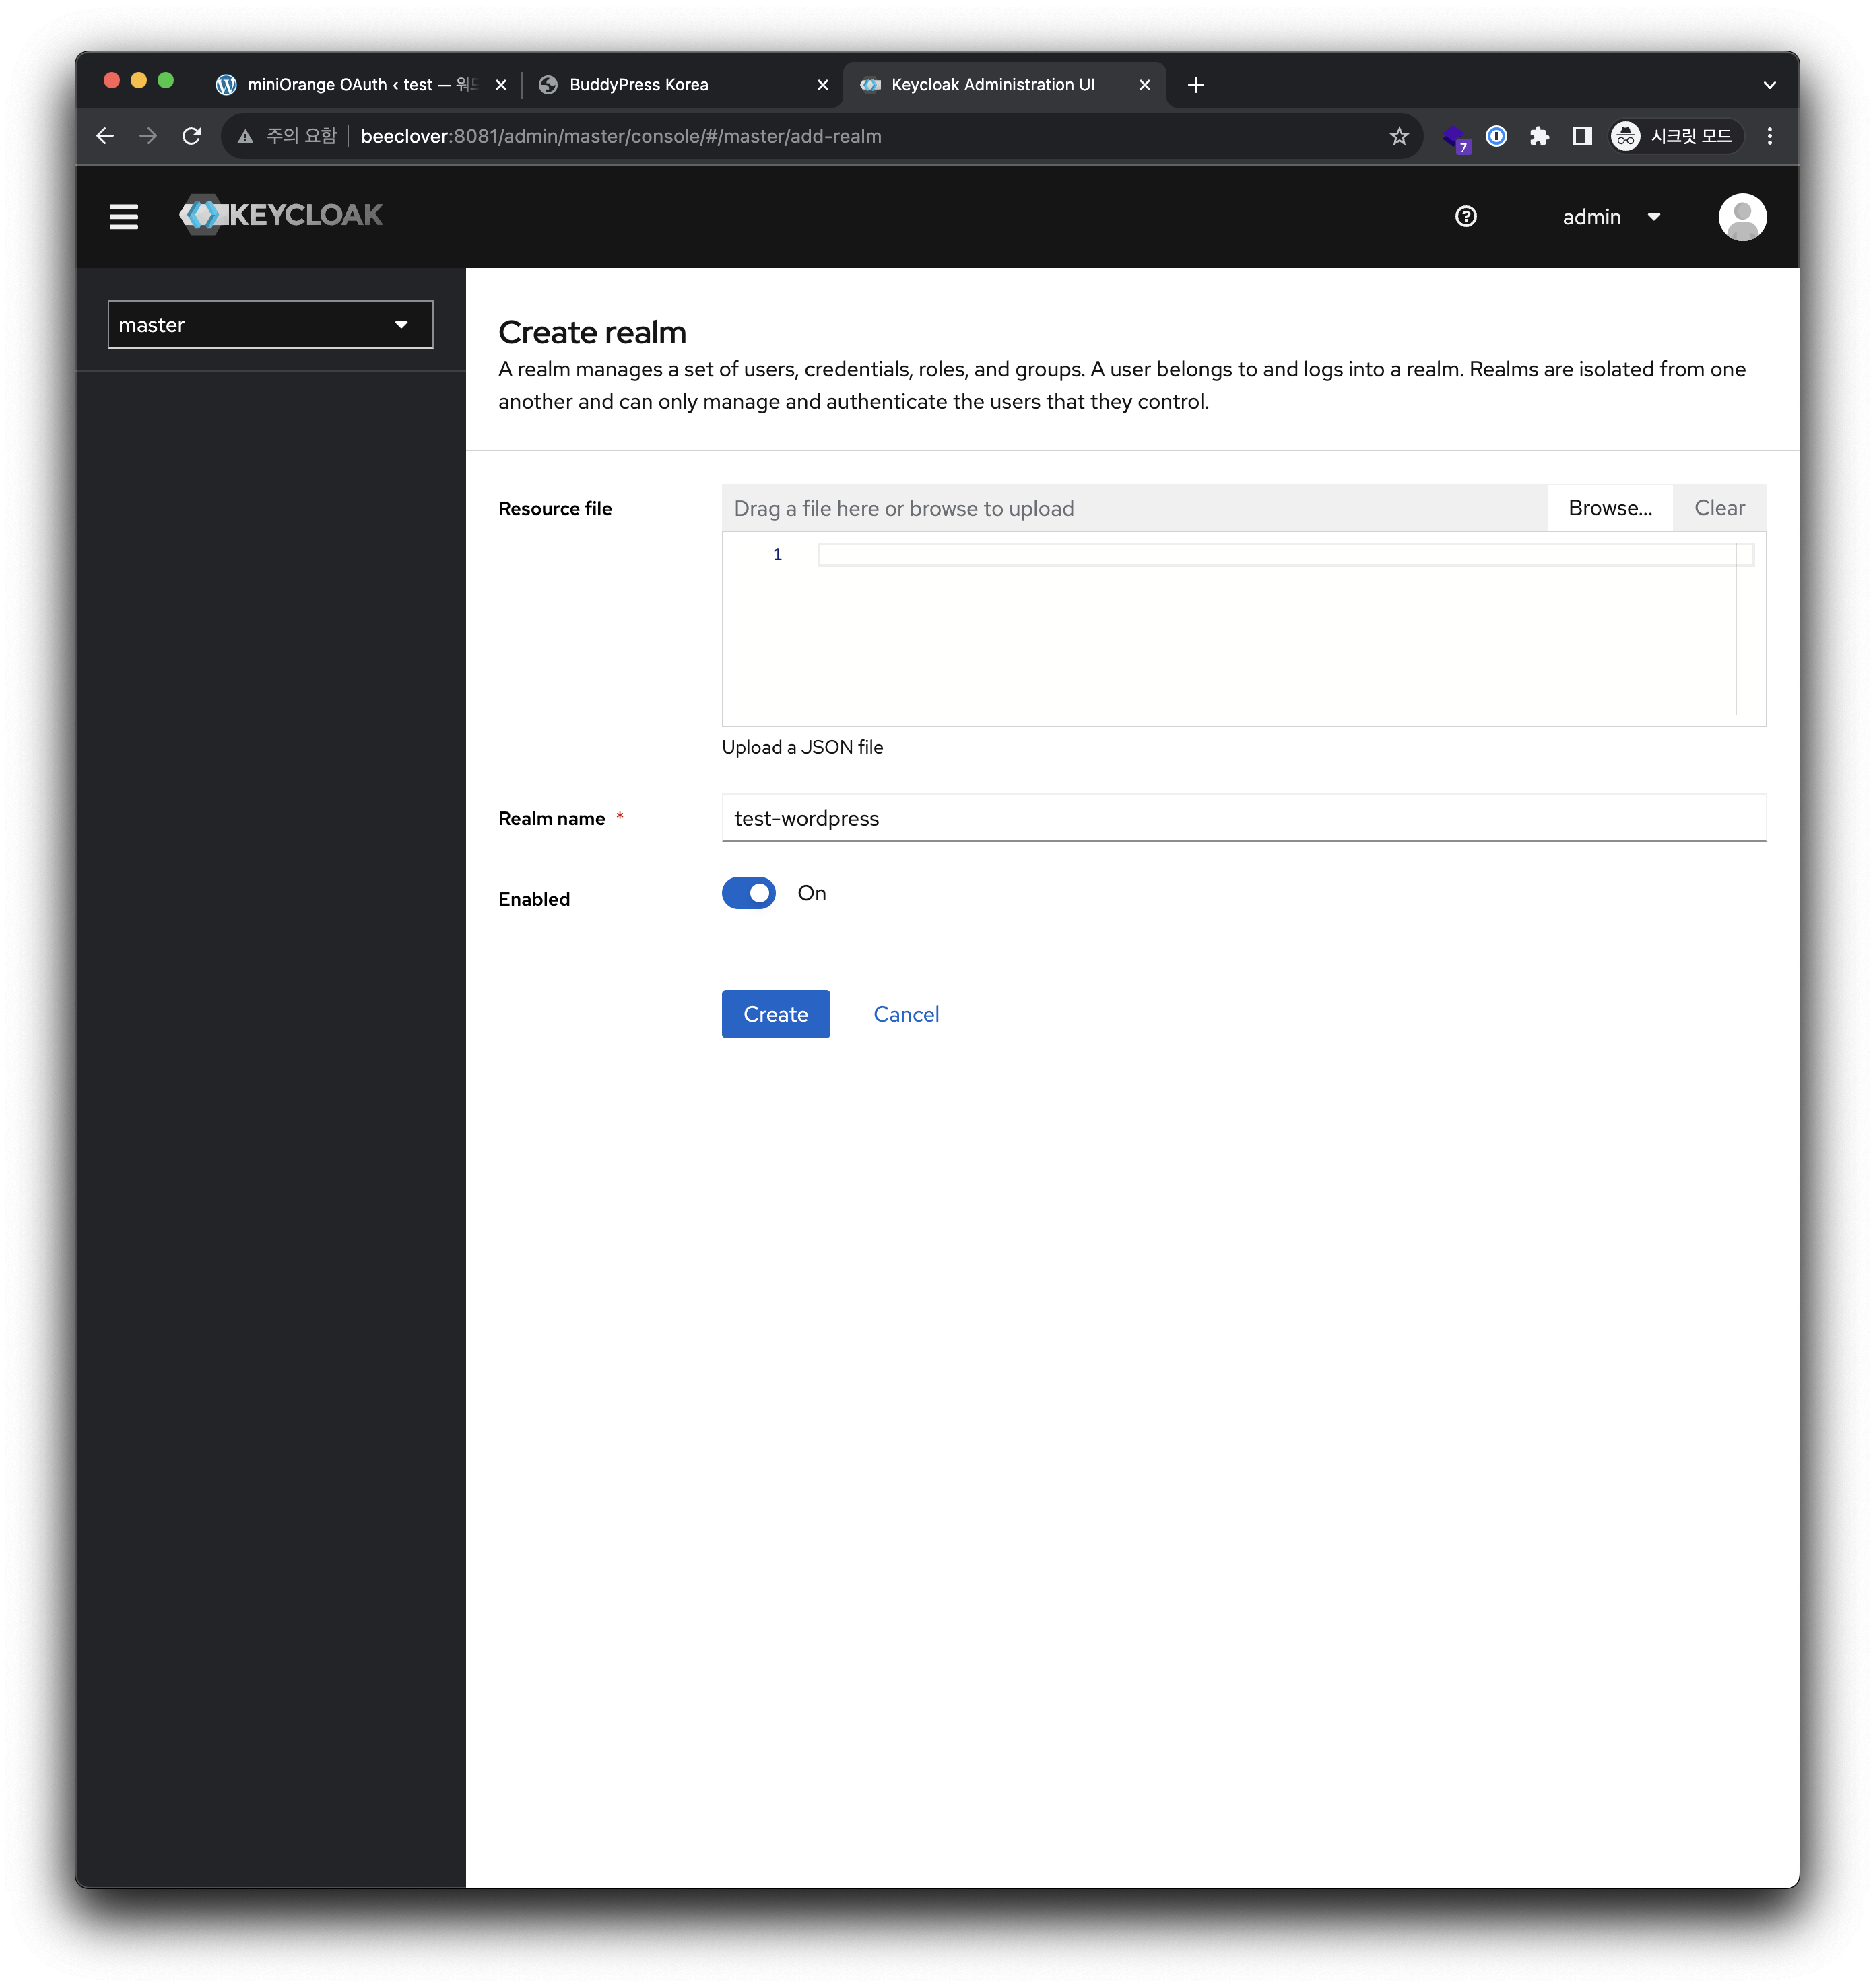 miniOrange OAuth ‹ test — 워드
BuddyPress Korea
Keycloak Administration UI
주의 요함
beeclover:8081/admin/master/console/#/master/add-realm
7
시크릿 모드
KEYCLOAK
admin
master
Create realm
A realm manages a set of users, credentials, roles, and groups. A user belongs to and logs into a realm. Realms are isolated from one
another and can only manage and authenticate the users that they control.
Resource file
Drag a file here or browse to upload
Browse...
Clear
1
Upload a JSON file
Realm name *
test-wordpress
Enabled
On
Create
Cancel